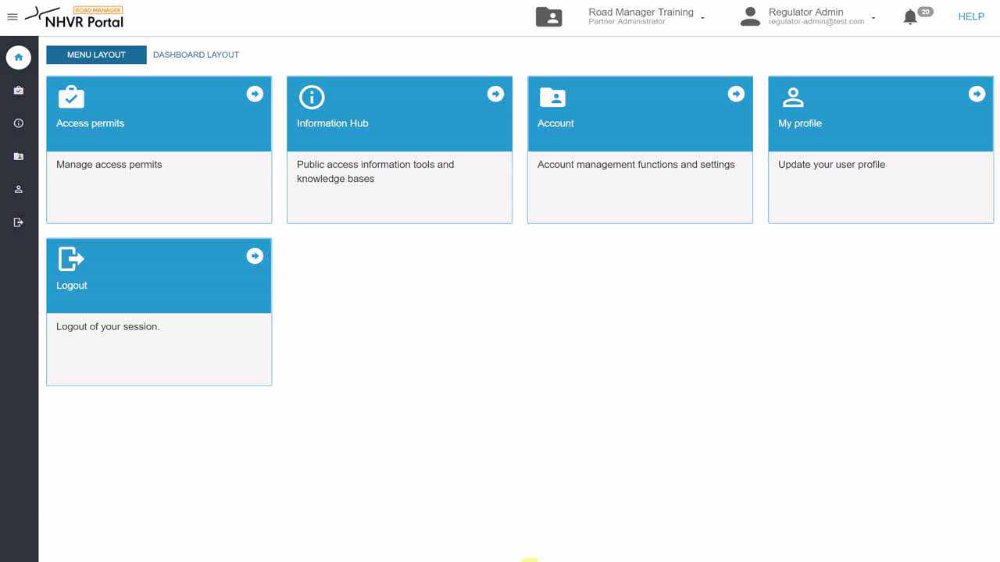 ROAD MANAGER
NHVR Portal
Road Manager Training
Partner Administrator
Regulator Admin
regulator-admin@test.com
20
HELP
MENU LAYOUT
DASHBOARD LAYOUT
Access permits
Manage access permits
Information Hub
Public access information tools and
knowledge bases
Account
Account management functions and settings
My profile
Update your user profile
Logout
Logout of your session.